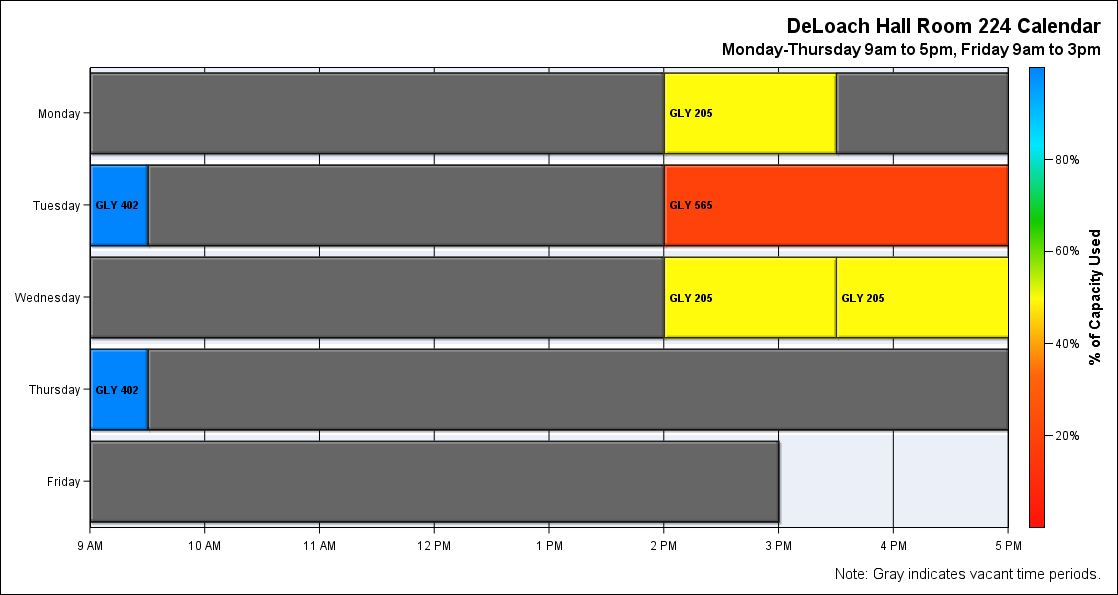 DeLoach Hall Room 224 Calendar
Monday-Thursday 9am to 5pm, Friday 9am to 3pm
Monday
GLY 205
Tuesday
GLY 402
GLY 565
Wednesday
GLY 205
GLY 205
Thursday
GLY 402
Friday
9 AM
10 AM
11 AM
12 PM
1 PM
2 PM
3 PM
4 PM
5 PM
80%
60%
40%
20%
% of Capacity Used
Note: Gray indicates vacant time periods.